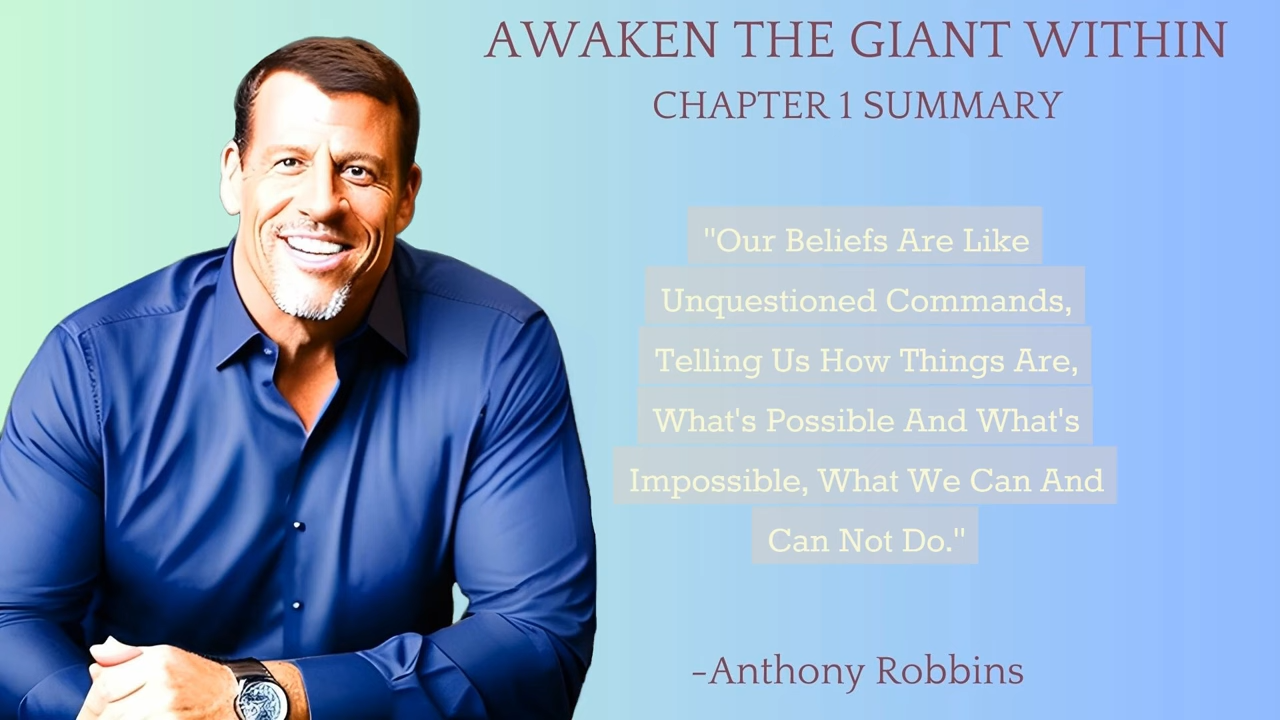 AWAKEN THE GIANT WITHIN
CHAPTER 1 SUMMARY
"Our Beliefs Are Like
Unquestioned Commands,
Telling Us How Things Are,
What's Possible And What's
Impossible, What We Can And
Can Not Do."
-Anthony Robbins